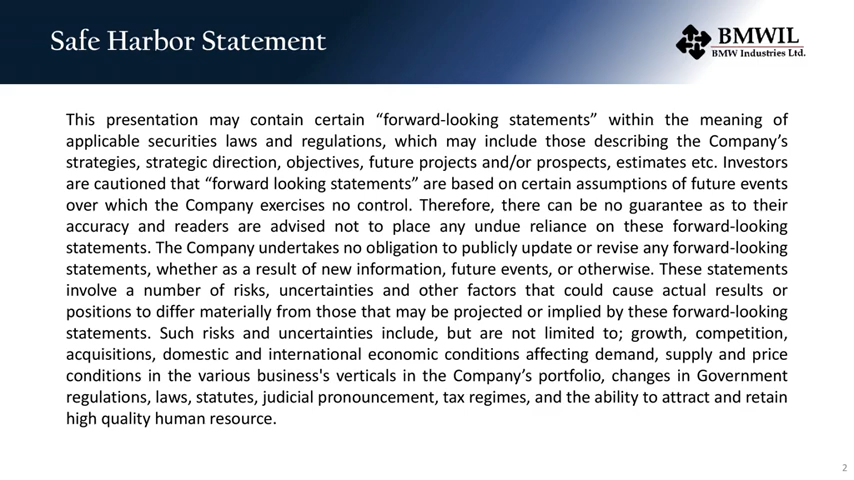 Safe Harbor Statement
BMWIL
BMW Industries Ltd.
This presentation may contain certain “forward-looking statements” within the meaning of
applicable securities laws and regulations, which may include those describing the Company’s
strategies, strategic direction, objectives, future projects and/or prospects, estimates etc. Investors
are cautioned that “forward looking statements” are based on certain assumptions of future events
over which the Company exercises no control. Therefore, there can be no guarantee as to their
accuracy and readers are advised not to place any undue reliance on these forward-looking
statements. The Company undertakes no obligation to publicly update or revise any forward-looking
statements, whether as a result of new information, future events, or otherwise. These statements
involve a number of risks, uncertainties and other factors that could cause actual results or
positions to differ materially from those that may be projected or implied by these forward-looking
statements. Such risks and uncertainties include, but are not limited to; growth, competition,
acquisitions, domestic and international economic conditions affecting demand, supply and price
conditions in the various business's verticals in the Company’s portfolio, changes in Government
regulations, laws, statutes, judicial pronouncement, tax regimes, and the ability to attract and retain
high quality human resource.
2